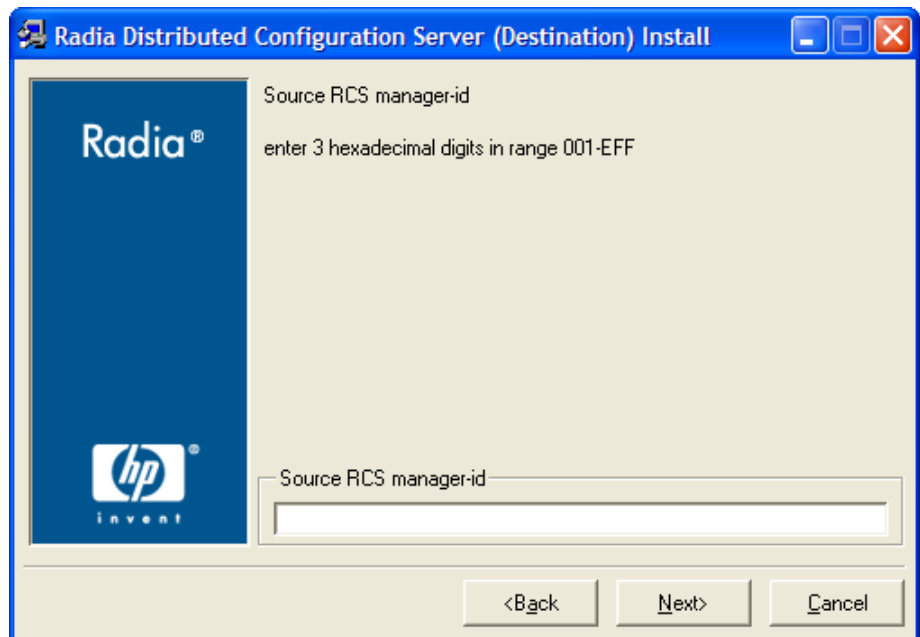 Radia Distributed Configuration Server (Destination) Install
Radia®
Source RCS manager-id
enter 3 hexadecimal digits in range 001-EFF
hp®
invent
Source RCS manager-id
<Back
Next>
Cancel